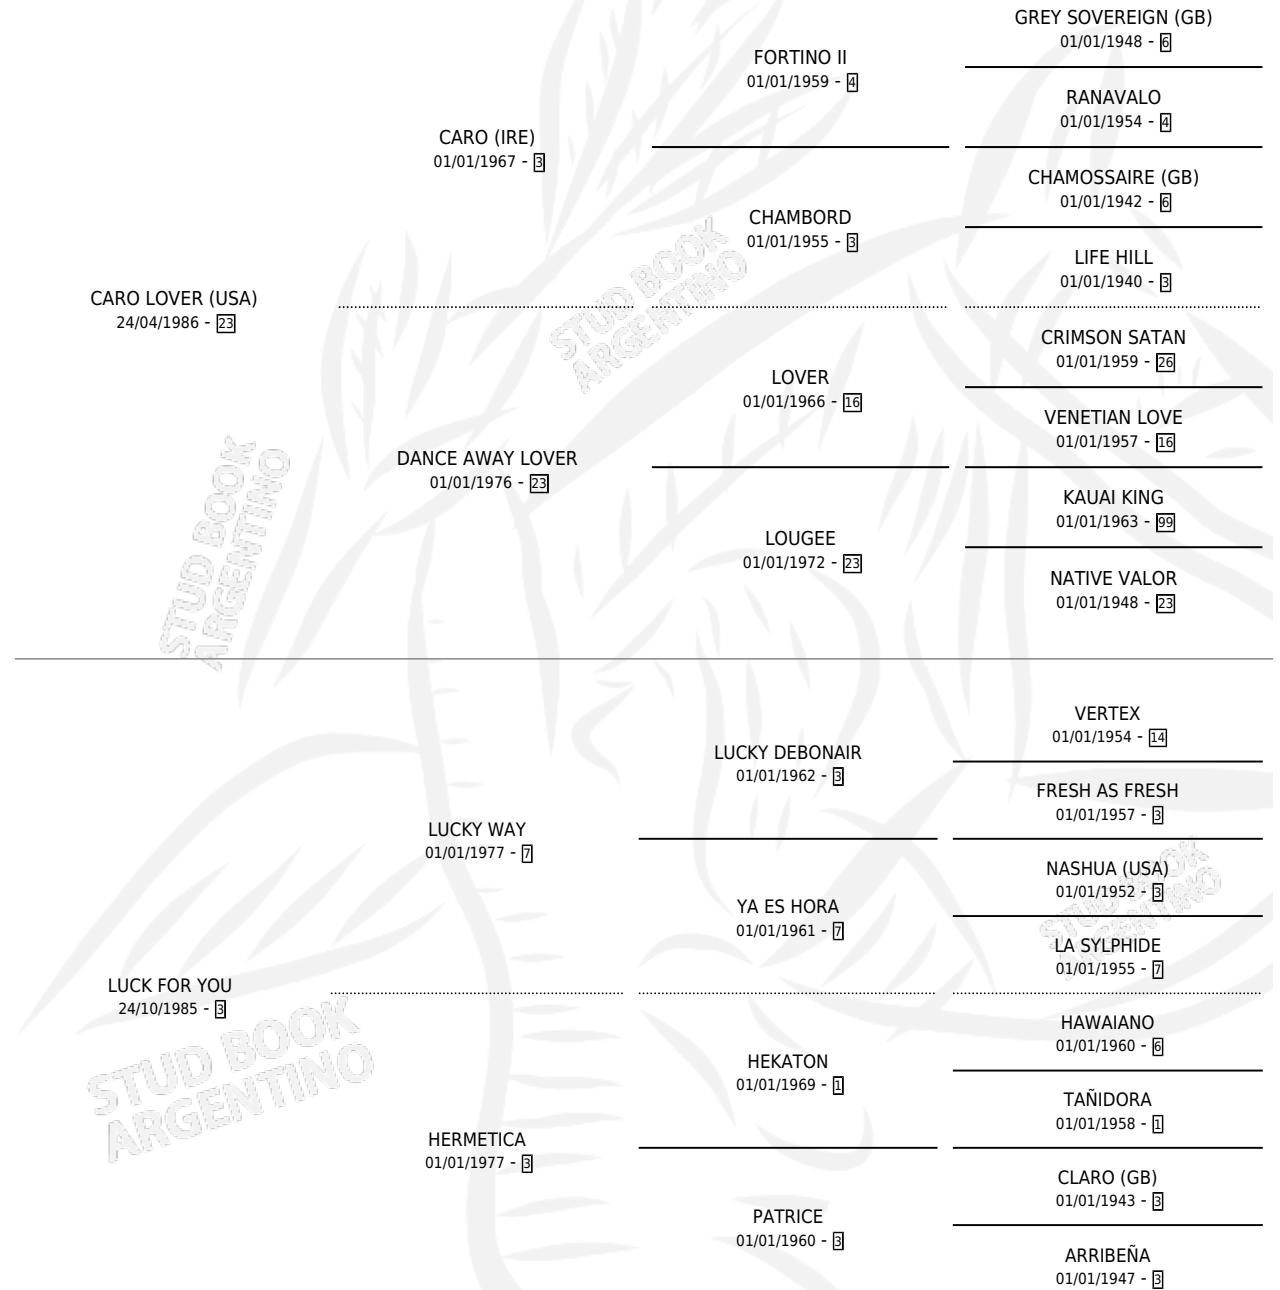 GREY SOVEREIGN (GB)
01/01/1948 - 6
FORTINO II
01/01/1959 - 4
RANAVALO
01/01/1954 - 4
CARO (IRE)
01/01/1967 - 3
CHAMOSSAIRE (GB)
01/01/1942 - 6
CHAMBORD
01/01/1955 - 3
LIFE HILL
01/01/1940 - 3
CARO LOVER (USA)
24/04/1986 - 23
CRIMSON SATAN
01/01/1959 - 26
LOVER
01/01/1966 - 16
VENETIAN LOVE
01/01/1957 - 16
DANCE AWAY LOVER
01/01/1976 - 23
KAUAI KING
01/01/1963 - 99
LOUGEE
01/01/1972 - 23
NATIVE VALOR
01/01/1948 - 23
VERTEX
01/01/1954 - 14
LUCKY DEBONAIR
01/01/1962 - 3
FRESH AS FRESH
01/01/1957 - 3
LUCKY WAY
01/01/1977 - 7
NASHUA (USA)
01/01/1952 - 3
YA ES HORA
01/01/1961 - 7
LA SYLPHIDE
01/01/1955 - 7
LUCK FOR YOU
24/10/1985 - 3
HAWAIANO
01/01/1960 - 6
HEKATON
01/01/1969 - 1
TAÑIDORA
01/01/1958 - 1
HERMETICA
01/01/1977 - 3
CLARO (GB)
01/01/1943 - 3
PATRICE
01/01/1960 - 3
ARRIBEÑA
01/01/1947 - 3
STUD BOOK
ARGENTINO
STUD BOOK
ARGENTINO
STUD BOOK
ARGENTINO
STUD BOOK
ARGENTINO